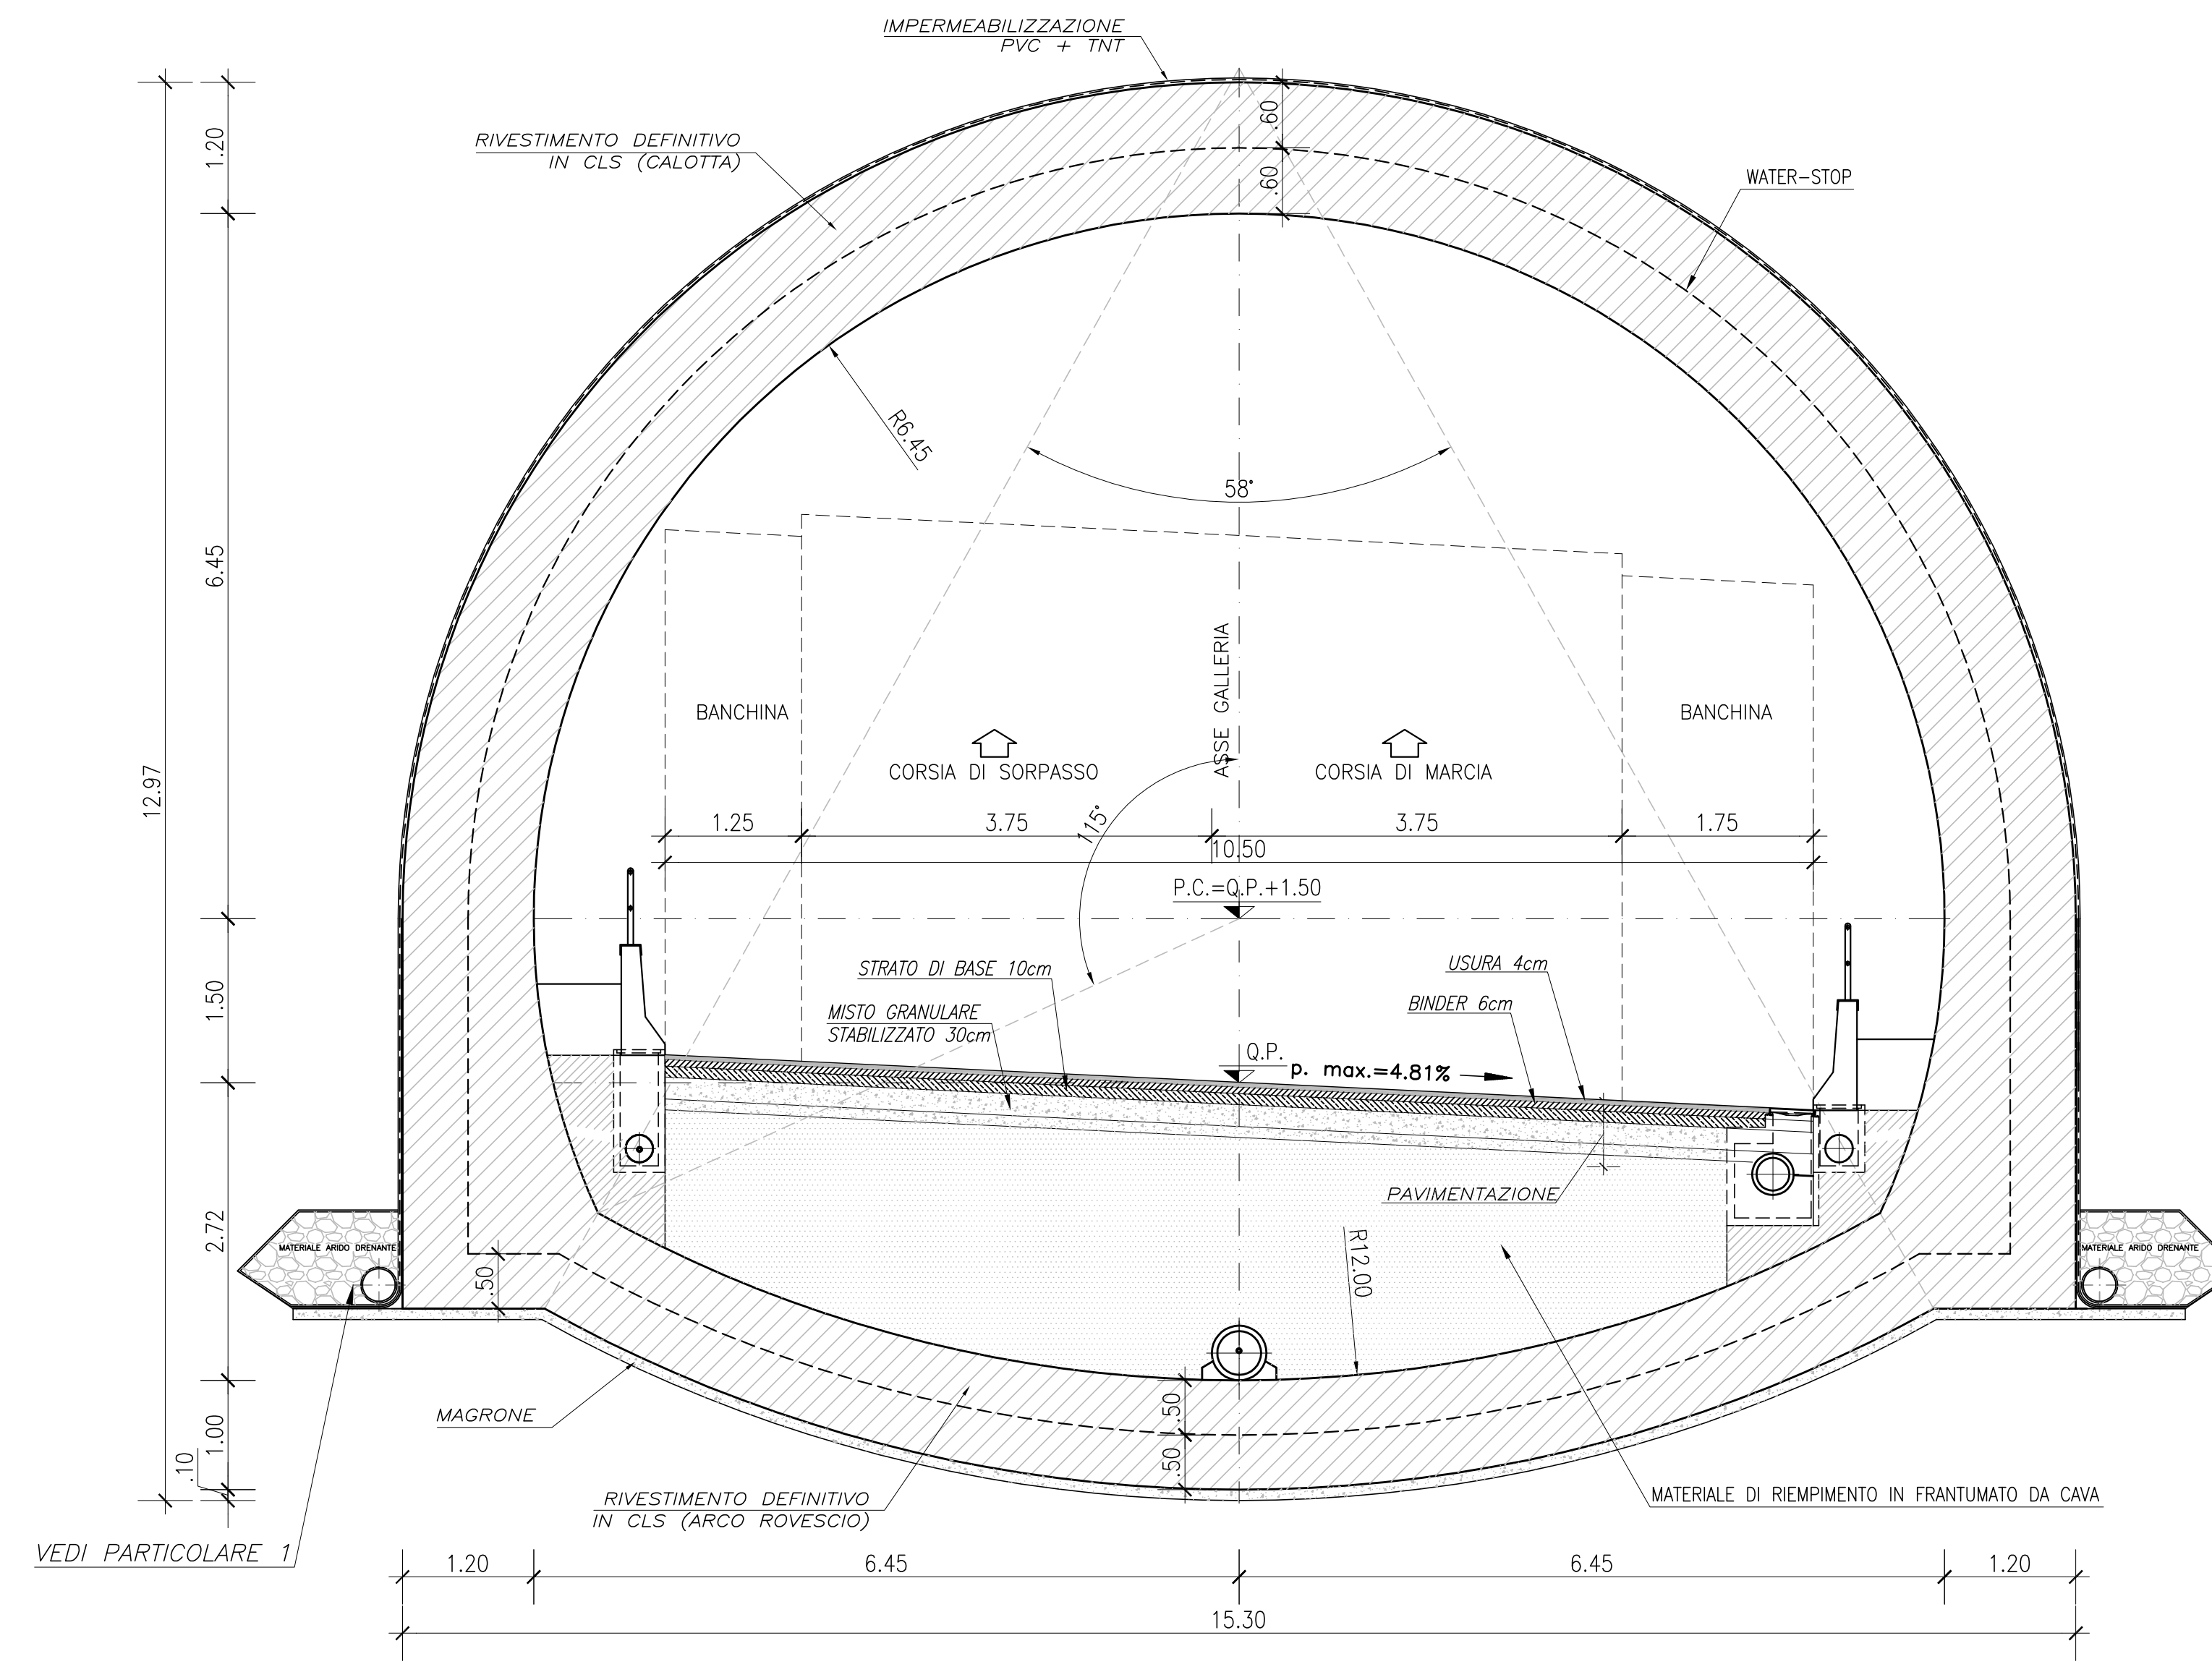 IMPERMEABILIZZAZIONE
PVC + TNT
RIVESTIMENTO DEFINITIVO
IN CLS (CALOTTA)
WATER-STOP
1.20
.60
.60
R6.45
58°
6.45
12.97
ASSE GALLERIA
BANCHINA
BANCHINA
CORSIA DI SORPASSO
CORSIA DI MARCIA
115°
1.25
3.75
3.75
1.75
10.50
P.C.=Q.P.+1.50
STRATO DI BASE 10cm
USURA 4cm
MISTO GRANULARE
STABILIZZATO 30cm
BINDER 6cm
1.50
Q.P.
p. max.=4.81%
PAVIMENTAZIONE
2.72
MATERIALE ARIDO DRENANTE
MATERIALE ARIDO DRENANTE
.50
R12.00
MAGRONE
.50
.50
1.00
.10
RIVESTIMENTO DEFINITIVO
IN CLS (ARCO ROVESCIO)
MATERIALE DI RIEMPIMENTO IN FRANTUMATO DA CAVA
VEDI PARTICOLARE 1
1.20
6.45
6.45
1.20
15.30